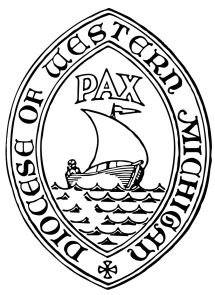 DIOCESE OF WESTERN MICHIGAN
PAX